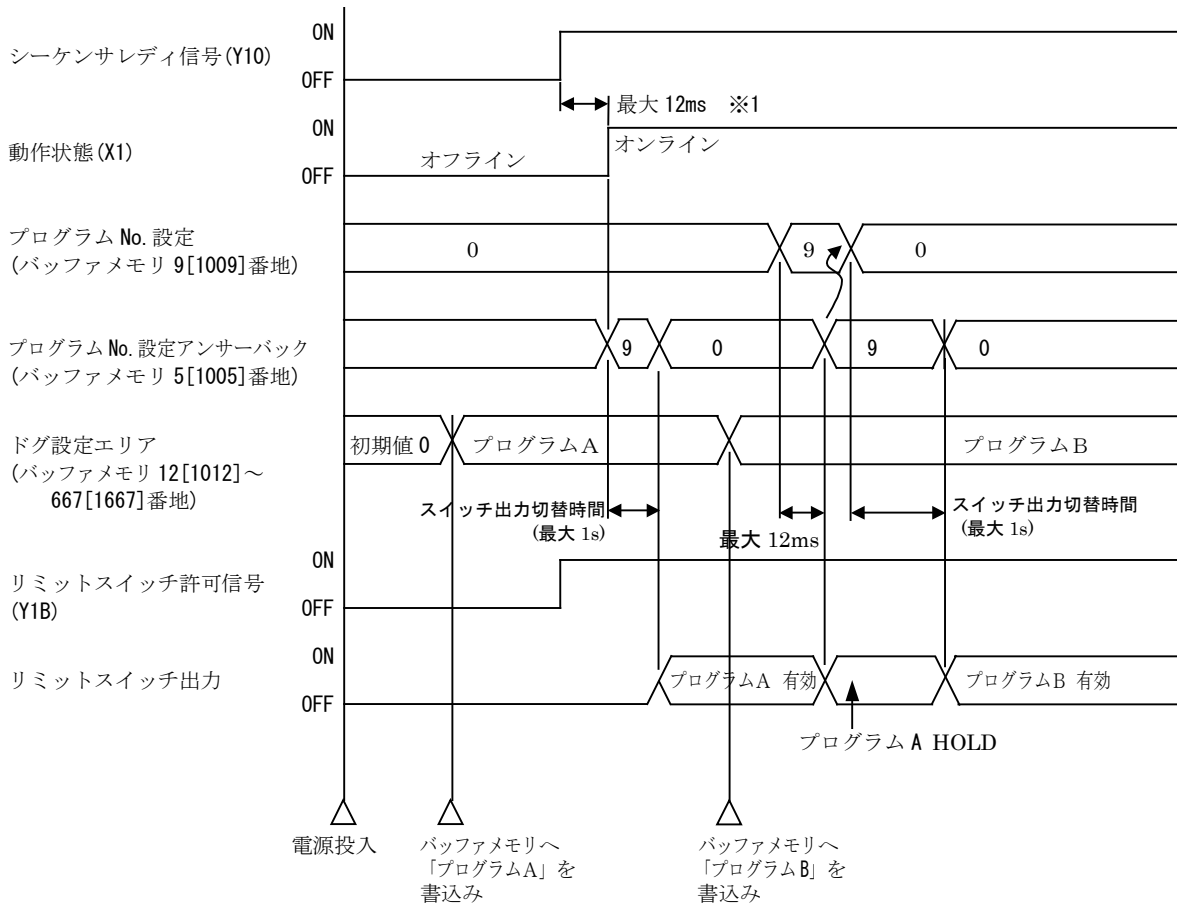 ON
シーケンサレディ信号(Y10)
OFF
最大 12ms ※1
ON
動作状態(X1)
オフライン
オンライン
OFF
プログラム No.設定
(バッファメモリ 9[1009]番地)
0
9
0
プログラム No.設定アンサーバック
(バッファメモリ 5[1005]番地)
9
0
9
0
ドグ設定エリア
(バッファメモリ 12[1012]～
667[1667]番地)
初期値 0
プログラムA
プログラムB
スイッチ出力切替時間
(最大 1s)
最大 12ms
スイッチ出力切替時間
(最大 1s)
ON
リミットスイッチ許可信号
(Y1B)
OFF
ON
リミットスイッチ出力
OFF
プログラムA 有効
プログラムB 有効
プログラム A HOLD
電源投入
バッファメモリへ
「プログラムA」を
書込み
バッファメモリへ
「プログラムB」を
書込み